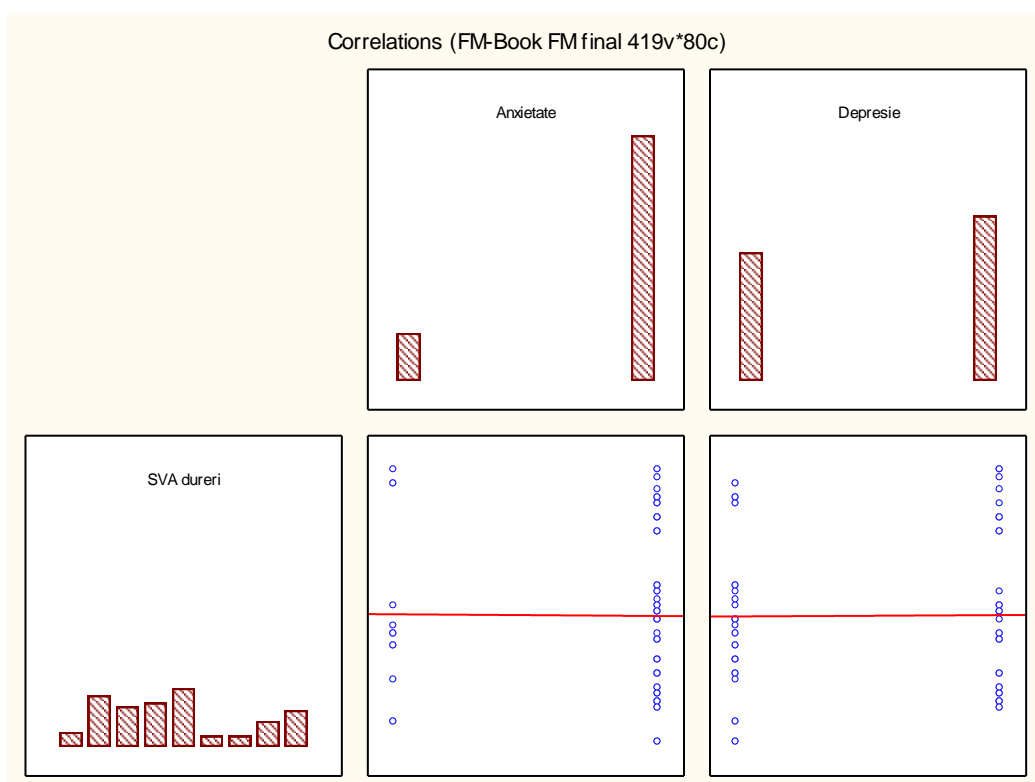 Correlations (FM-Book FM final 419v*80c)
Anxietate
Depresie
SVA dureri